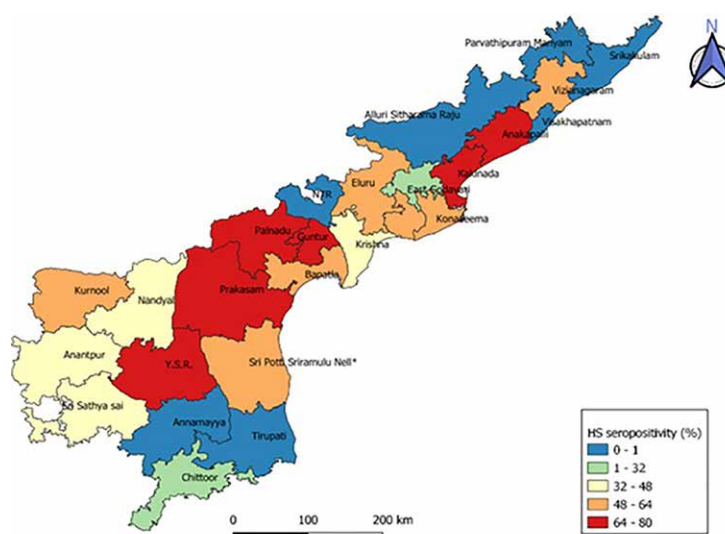 N
Parvathipuram Manyam
Srikakulam
Vizianagaram
Alluri Sitharama Raju
Visakhapatnam
Anakapalli
Kakinada
Eluru
East Godavari
NTR
Konaseema
Palnadu
Guntur
Krishna
Bapatla
Kurnool
Nandyal
Prakasam
Anantpur
Y.S.R.
Sri Potti Sriramulu Nell*
Sri Sathya sai
Annamayya
Tirupati
Chittoor
HS seropositivity (%)
0 - 1
1 - 32
32 - 48
48 - 64
64 - 80
0 100 200 km